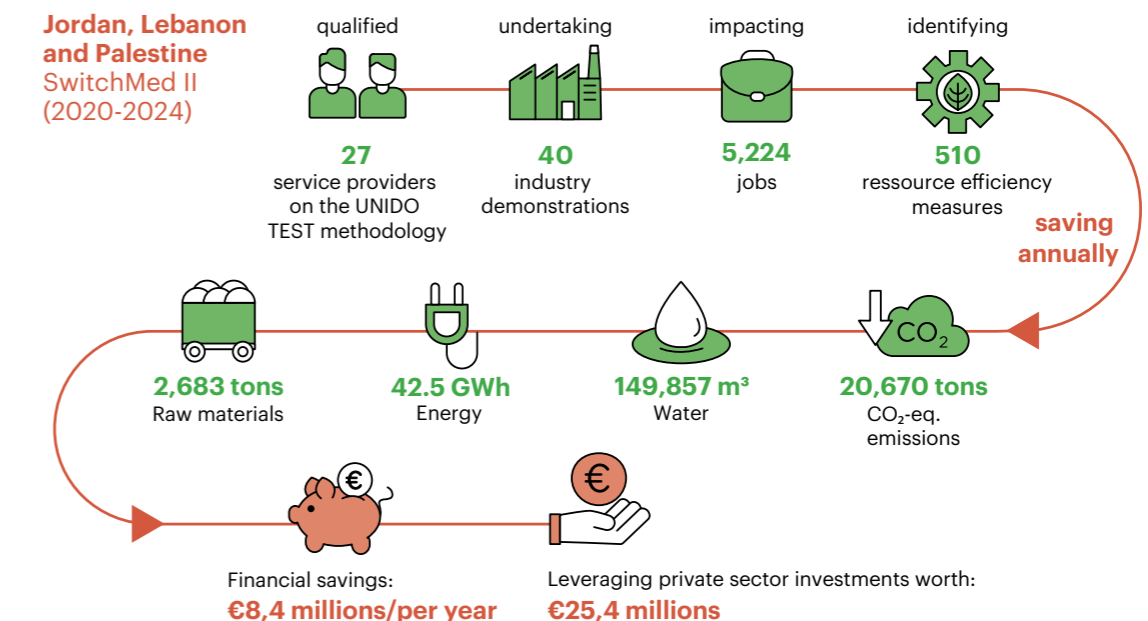 Jordan, Lebanon
and Palestine
SwitchMed II
(2020-2024)
qualified
27
service providers
on the UNIDO
TEST methodology
undertaking
40
industry
demonstrations
impacting
5,224
jobs
identifying
510
ressource efficiency
measures
saving
annually
CO₂
20,670 tons
CO₂-eq.
emissions
149,857 m³
Water
42.5 GWh
Energy
2,683 tons
Raw materials
€
Financial savings:
€8,4 millions/per year
€
Leveraging private sector investments worth:
€25,4 millions